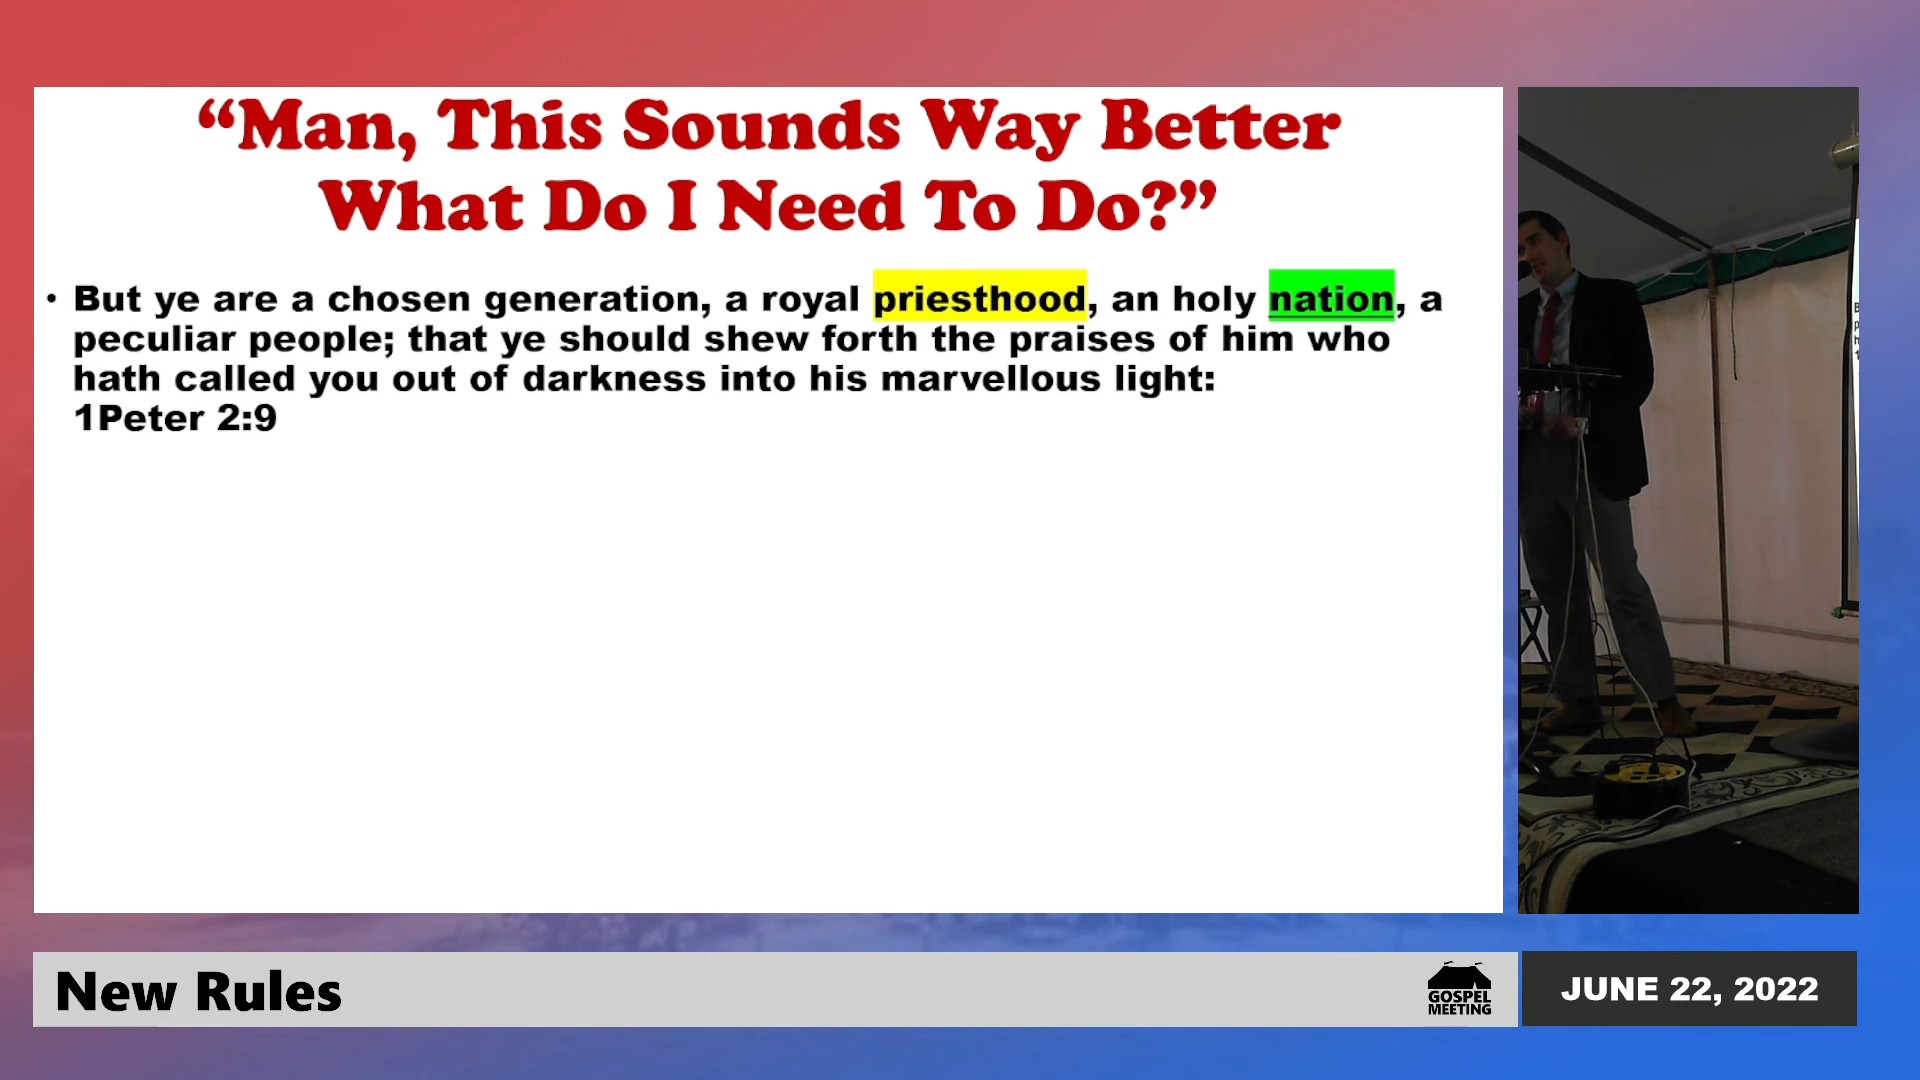 “Man, This Sounds Way Better
What Do I Need To Do?”
• But ye are a chosen generation, a royal priesthood, an holy nation, a
peculiar people; that ye should shew forth the praises of him who
hath called you out of darkness into his marvellous light:
1Peter 2:9
New Rules
GOSPEL
MEETING
JUNE 22, 2022